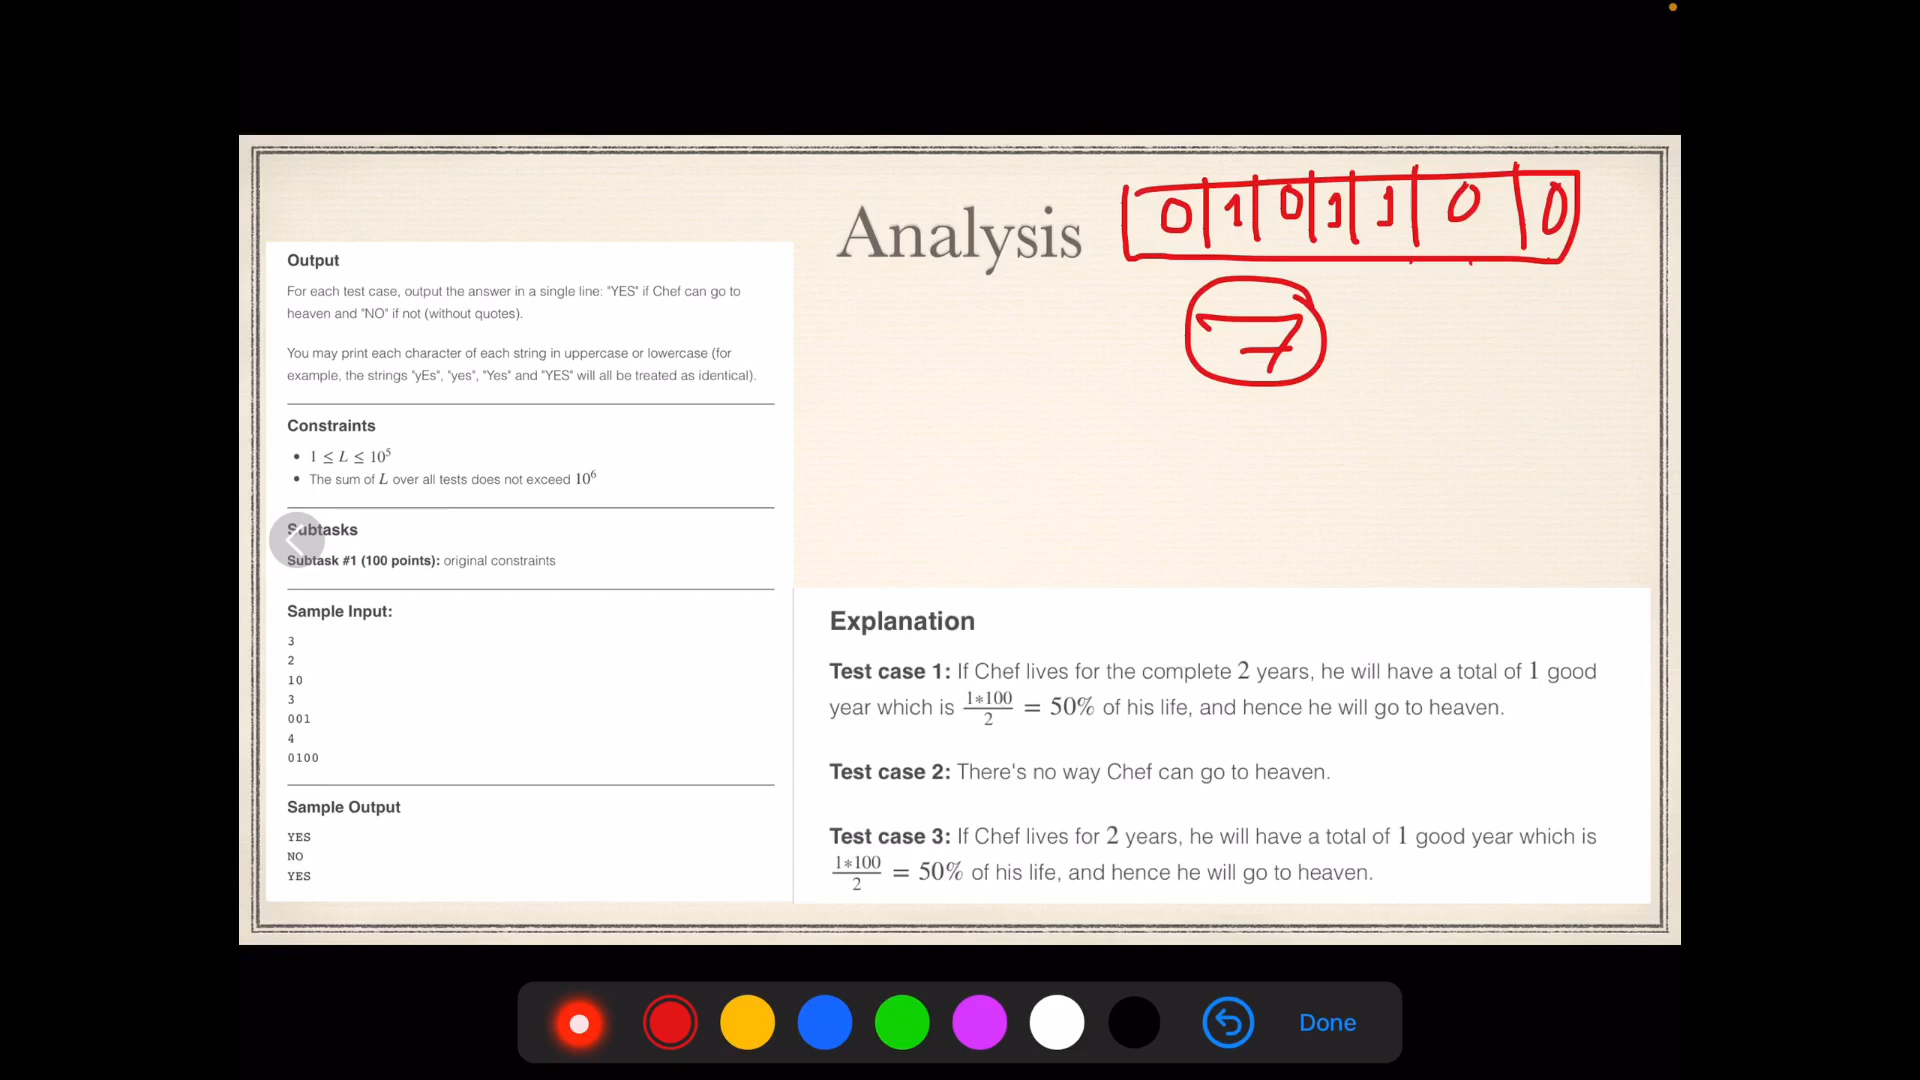 Analysis
0 1 0 1 1 0 0
7
Output
For each test case, output the answer in a single line: "YES" if Chef can go to
heaven and "NO" if not (without quotes).
You may print each character of each string in uppercase or lowercase (for
example, the strings "yEs", "yes", "Yes" and "YES" will all be treated as identical).
Constraints
• 1 ≤ L ≤ 10⁵
• The sum of L over all tests does not exceed 10⁶
Subtasks
Subtask #1 (100 points): original constraints
Sample Input:
3
2
10
3
001
4
0100
Sample Output
YES
NO
YES
Explanation
Test case 1: If Chef lives for the complete 2 years, he will have a total of 1 good
year which is 1*100/2 = 50% of his life, and hence he will go to heaven.
Test case 2: There's no way Chef can go to heaven.
Test case 3: If Chef lives for 2 years, he will have a total of 1 good year which is
1*100/2 = 50% of his life, and hence he will go to heaven.
Done